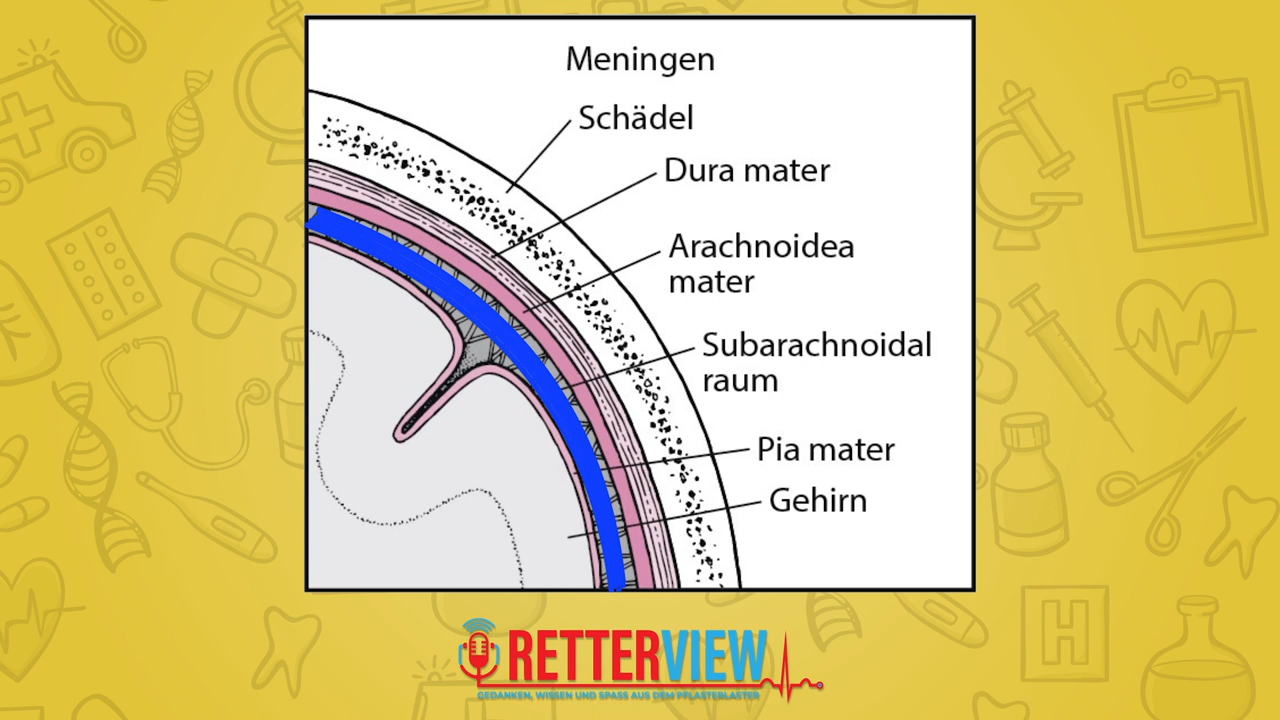 Meningen
Schädel
Dura mater
Arachnoidea
mater
Subarachnoidal
raum
Pia mater
Gehirn
H
RETTERVIEW
GEDANKEN, WISSEN UND SPASS AUS DEM PFLASTERLASTER